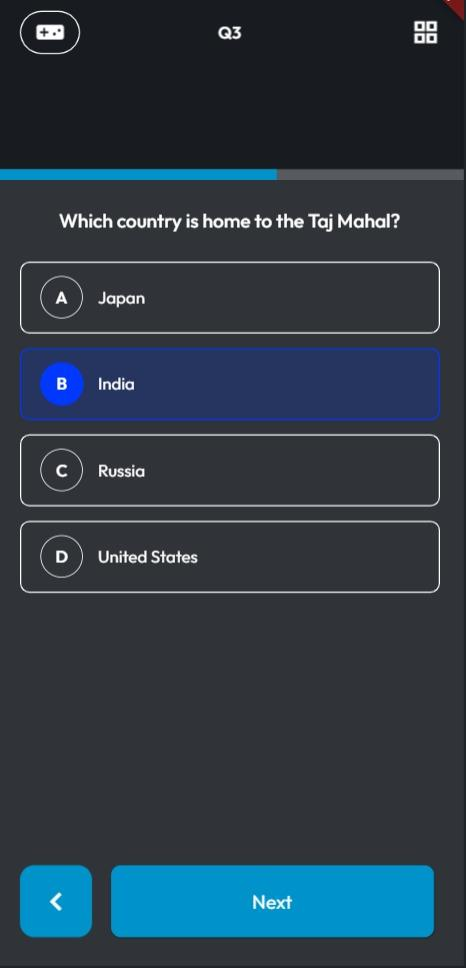 Q3
Which country is home to the Taj Mahal?
A Japan
B India
C Russia
D United States
Next